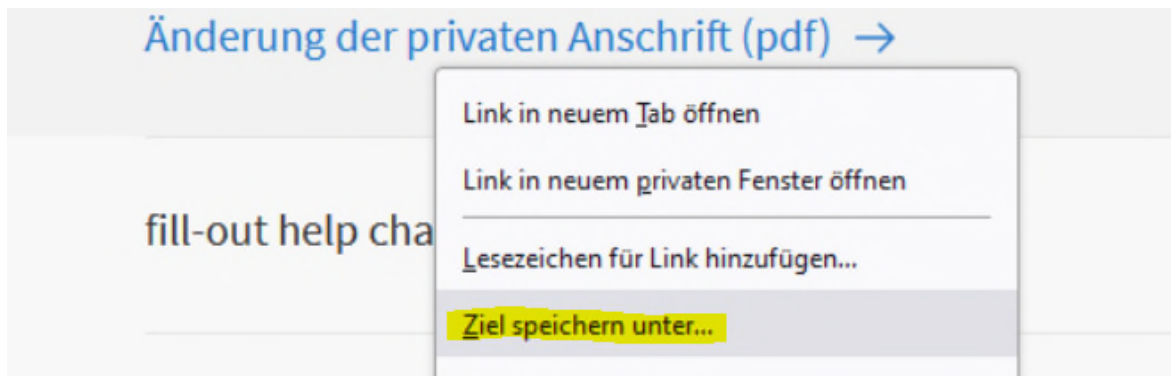 Änderung der privaten Anschrift (pdf) →
Link in neuem Tab öffnen
Link in neuem privaten Fenster öffnen
fill-out help cha
Lesezeichen für Link hinzufügen...
Ziel speichern unter...